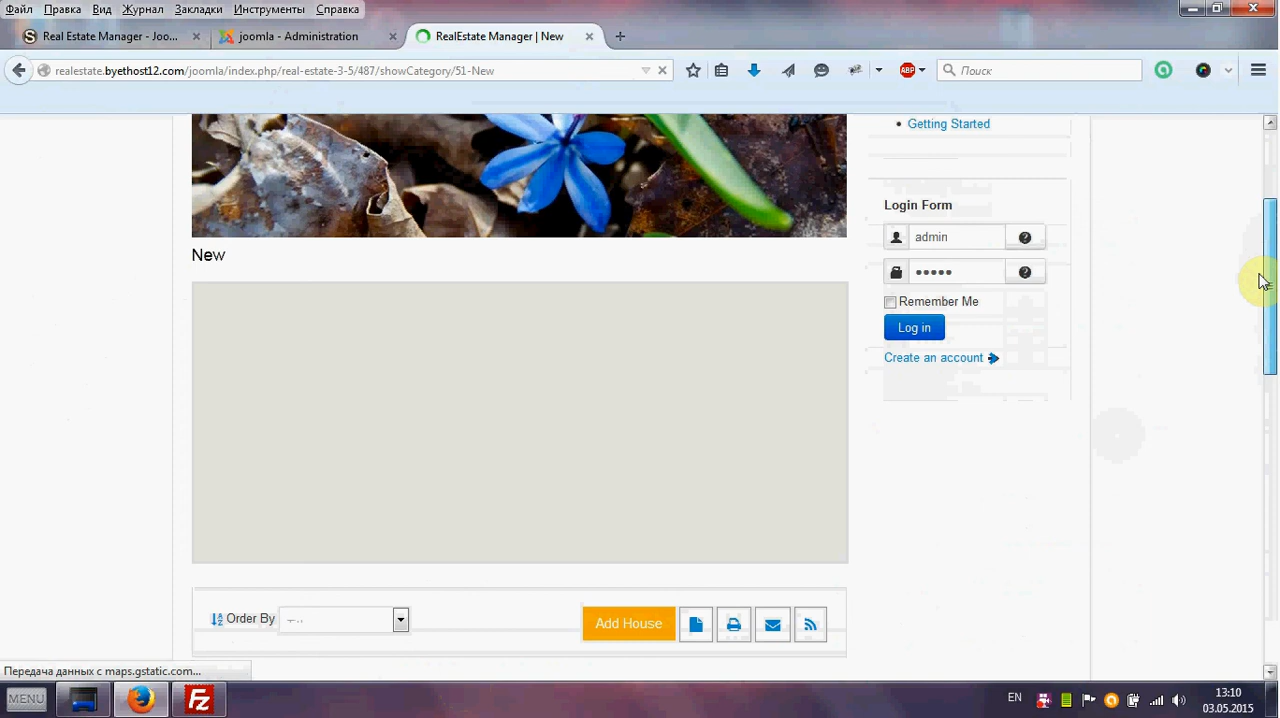 Файл Правка Вид Журнал Закладки Инструменты Справка
Real Estate Manager - Joo...
joomla - Administration
RealEstate Manager | New
realestate.byethost12.com/joomla/index.php/real-estate-3-5/487/showCategory/51-New
ABP
Поиск
Getting Started
Login Form
admin
•••••
Remember Me
Log in
Create an account
New
Order By
Add House
Передача данных с maps.gstatic.com...
MENU
EN
13:10
03.05.2015